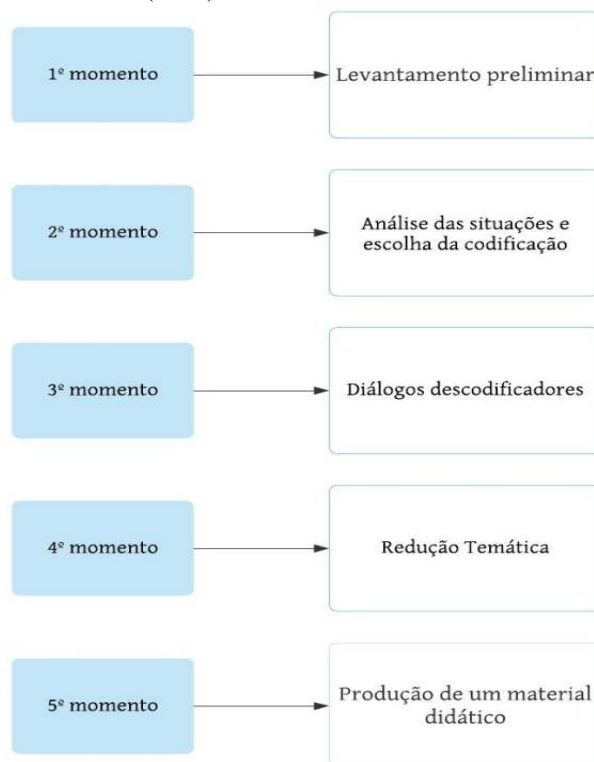 1º momento
Levantamento preliminar
2º momento
Análise das situações e
escolha da codificação
3º momento
Diálogos descodificadores
4º momento
Redução Temática
5º momento
Produção de um material
didático